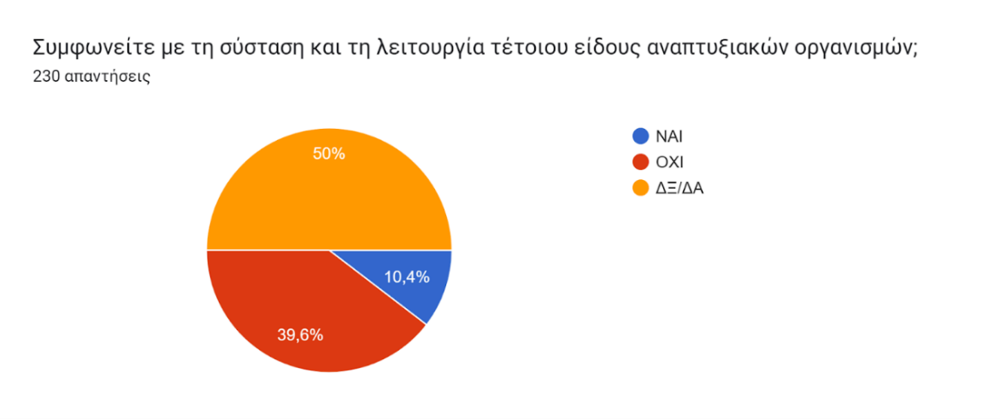 Συμφωνείτε με τη σύσταση και τη λειτουργία τέτοιου είδους αναπτυξιακών οργανισμών;
230 απαντήσεις
50%
10,4%
39,6%
ΝΑΙ
ΟΧΙ
ΔΞ/ΔΑ